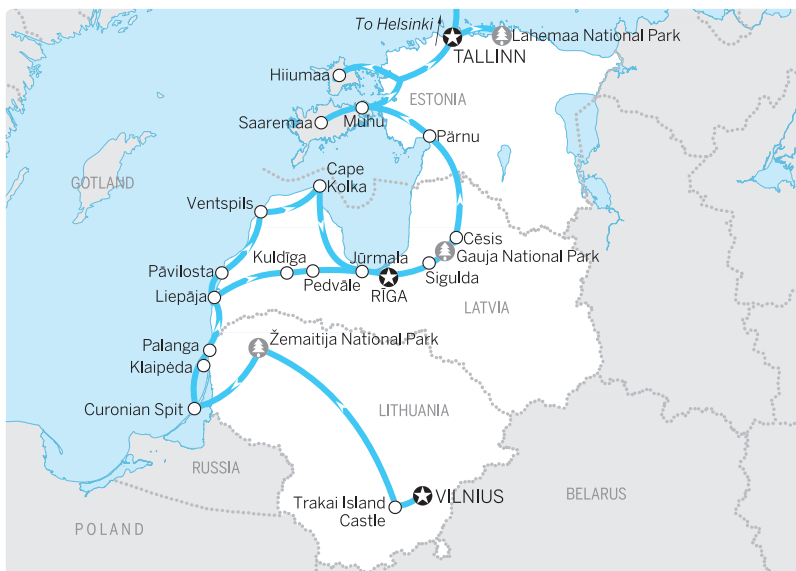 To Helsinki
Lahemaa National Park
TALLINN
Hiiumaa
ESTONIA
Muhu
Saaremaa
Pärnu
GOTLAND
Cape
Kolka
Ventspils
Cēsis
Gauja National Park
Kuldīga
Jūrmala
Pāvilosta
Sigulda
Pedvāle
RĪGA
Liepāja
LATVIA
Žemaitija National Park
Palanga
Klaipėda
Curonian Spit
LITHUANIA
RUSSIA
VILNIUS
BELARUS
Trakai Island
Castle
POLAND